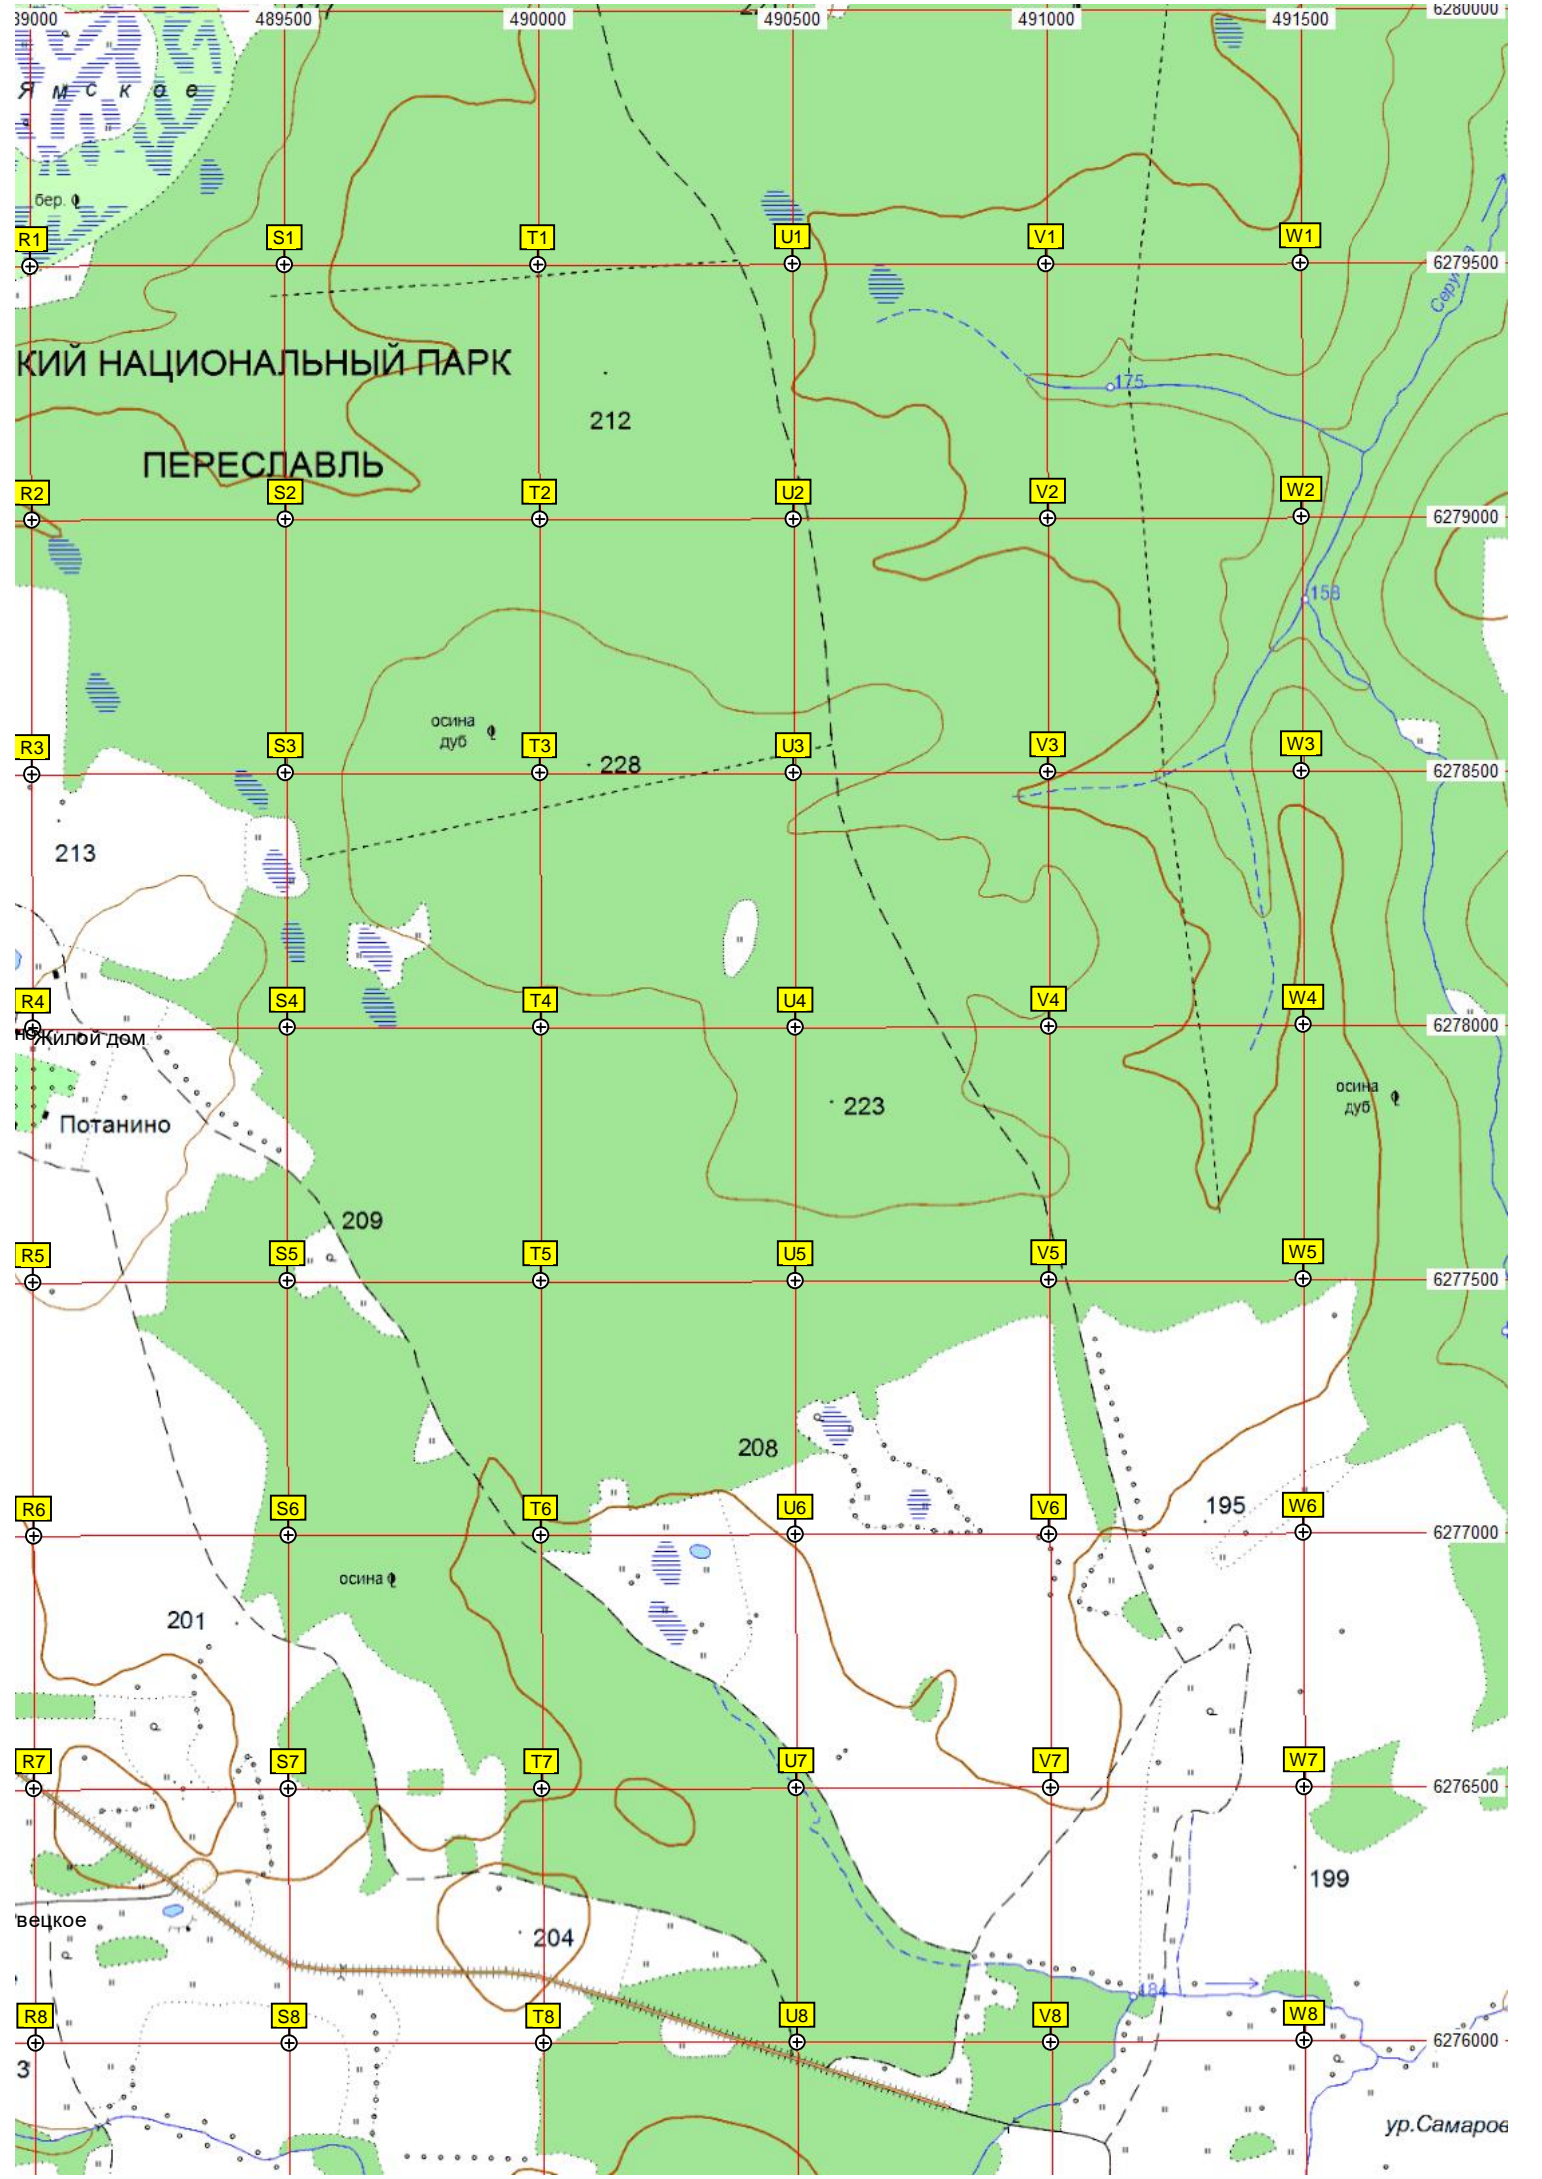 39000 489500 490000 490500 491000 491500 6280000
Ямское
бер.
R1 S1 T1 U1 V1 W1 6279500
Серу
КИЙ НАЦИОНАЛЬНЫЙ ПАРК
175
212
ПЕРЕСЛАВЛЬ
R2 S2 T2 U2 V2 W2 6279000
158
осина
дуб
R3 S3 T3 U3 V3 W3 6278500
228
213
R4 S4 T4 U4 V4 W4 6278000
Жилой дом
осина
дуб
223
Потанино
209
R5 S5 T5 U5 V5 W5 6277500
208
R6 S6 T6 U6 V6 W6 6277000
195
осина
201
R7 S7 T7 U7 V7 W7 6276500
199
вецкое
204
184
R8 S8 T8 U8 V8 W8 6276000
3
ур.Самаров